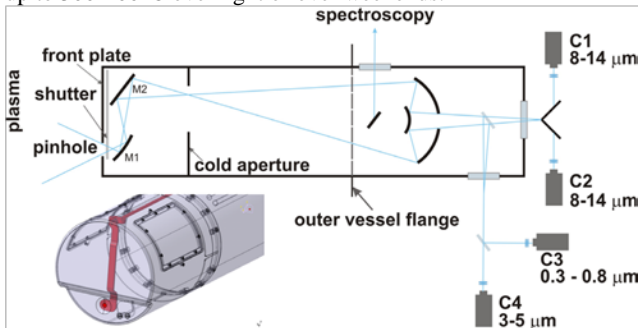 spectroscopy
C1
8-14 μm
front plate
M2
shutter
plasma
pinhole
M1
cold aperture
outer vessel flange
C2
8-14 μm
C3
0.3 - 0.8 μm
C4
3-5 μm